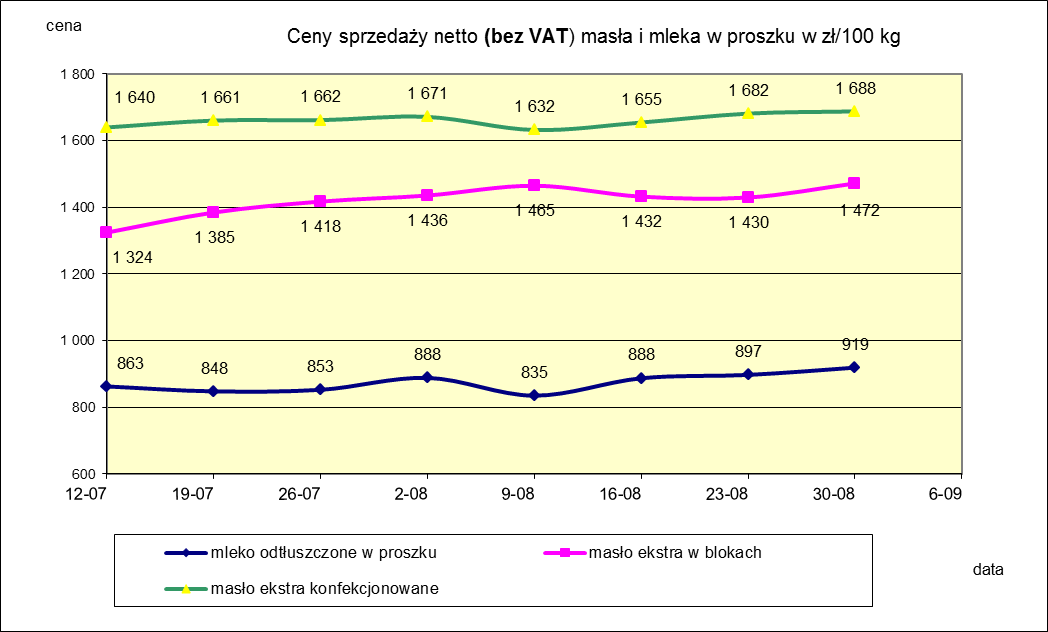 cena
Ceny sprzedaży netto (bez VAT) masła i mleka w proszku w zł/100 kg
1 800
1 640 1 661 1 662 1 671 1 632 1 655 1 682 1 688
1 600
1 400
1 324 1 385 1 418 1 436 1 465 1 432 1 430 1 472
1 200
1 000
863 848 853 888 835 888 897 919
800
600
12-07 19-07 26-07 2-08 9-08 16-08 23-08 30-08 6-09
mleko odtłuszczone w proszku masło ekstra w blokach
masło ekstra konfekcjonowane
data